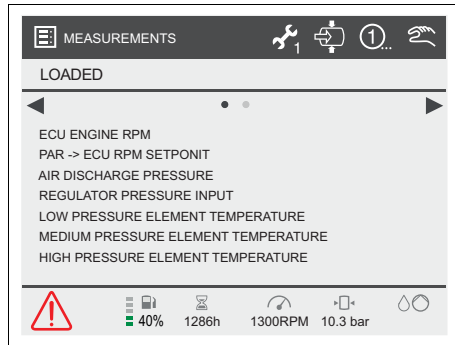 MEASUREMENTS
1
1...
LOADED
ECU ENGINE RPM
PAR -> ECU RPM SETPONIT
AIR DISCHARGE PRESSURE
REGULATOR PRESSURE INPUT
LOW PRESSURE ELEMENT TEMPERATURE
MEDIUM PRESSURE ELEMENT TEMPERATURE
HIGH PRESSURE ELEMENT TEMPERATURE
40% 1286h 1300RPM 10.3 bar